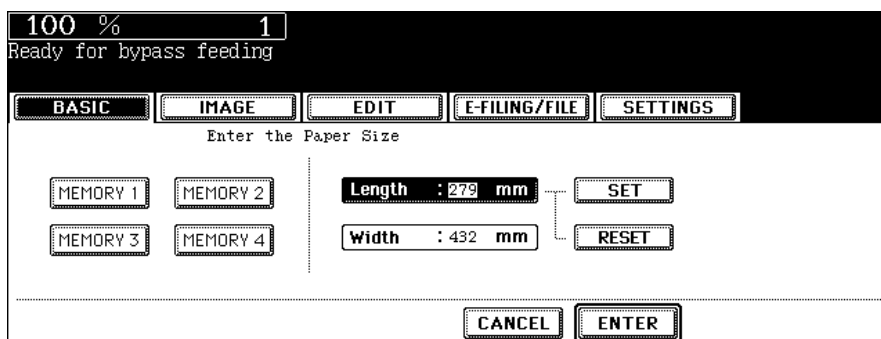 100 % 1
Ready for bypass feeding
BASIC IMAGE EDIT E-FILING/FILE SETTINGS
Enter the Paper Size
MEMORY 1 MEMORY 2 Length : 279 mm SET
MEMORY 3 MEMORY 4 Width : 432 mm RESET
CANCEL ENTER